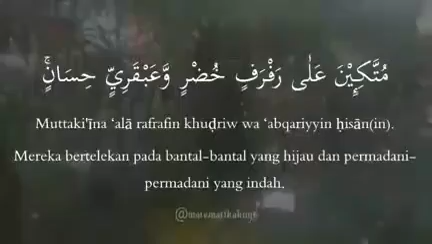 مُتَّكِـِٕيْنَ عَلٰى رَفْرَفٍ خُضْرٍ وَّعَبْقَرِيٍّ حِسَانٍۚ
Muttaki'īna ‘alā rafrafin khuḍriw wa ‘abqariyyin ḥisān(in).
Mereka bertelekan pada bantal-bantal yang hijau dan permadani-
permadani yang indah.